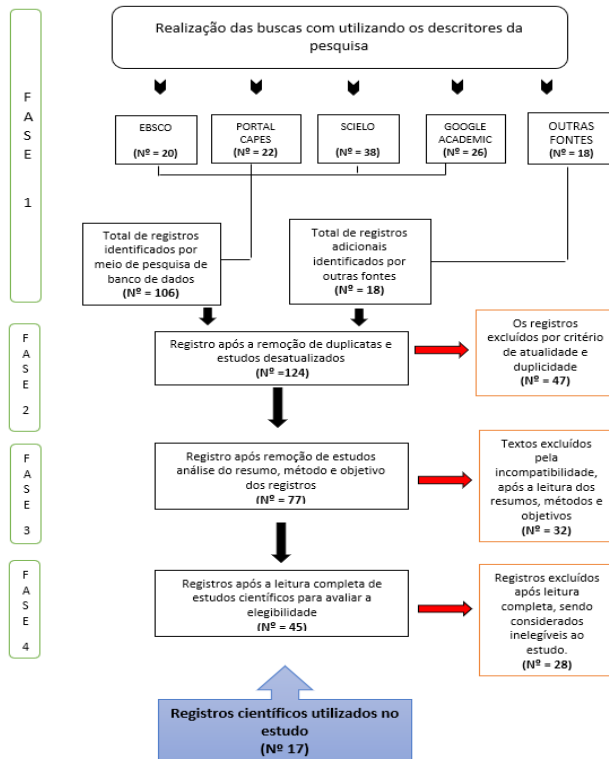 Realização das buscas com utilizando os descritores da
pesquisa
F
A
S
E
1
EBSCO
(Nº = 20)
PORTAL
CAPES
(Nº = 22)
SCIELO
(Nº = 38)
GOOGLE
ACADEMIC
(Nº = 26)
OUTRAS
FONTES
(Nº = 18)
Total de registros
identificados por
meio de pesquisa de
banco de dados
(Nº = 106)
Total de registros
adicionais
identificados por
outras fontes
(Nº = 18)
F
A
S
E
2
Registro após a remoção de duplicatas e
estudos desatualizados
(Nº =124)
Os registros
excluídos por critério
de atualidade e
duplicidade
(Nº = 47)
F
A
S
E
3
Registro após remoção de estudos
análise do resumo, método e objetivo
dos registros
(Nº = 77)
Textos excluídos
pela
incompatibilidade,
após a leitura dos
resumos, métodos e
objetivos
(Nº = 32)
F
A
S
E
4
Registros após a leitura completa de
estudos científicos para avaliar a
elegibilidade
(Nº = 45)
Registros excluídos
após leitura
completa, sendo
considerados
inelegíveis ao
estudo.
(Nº = 28)
Registros científicos utilizados no
estudo
(Nº 17)